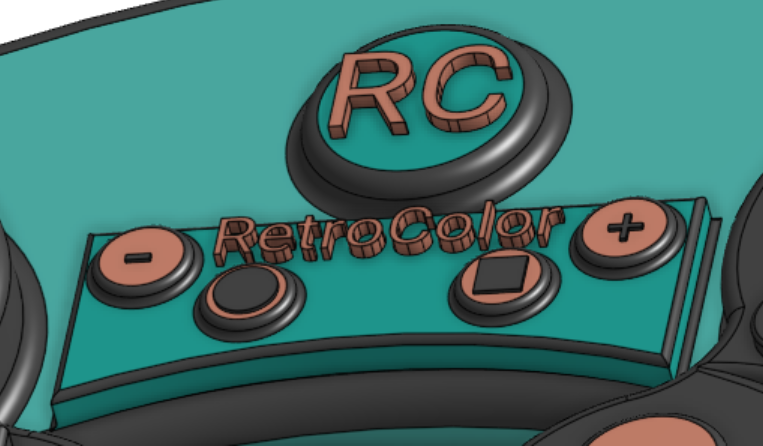 RC
RetroColor
- +